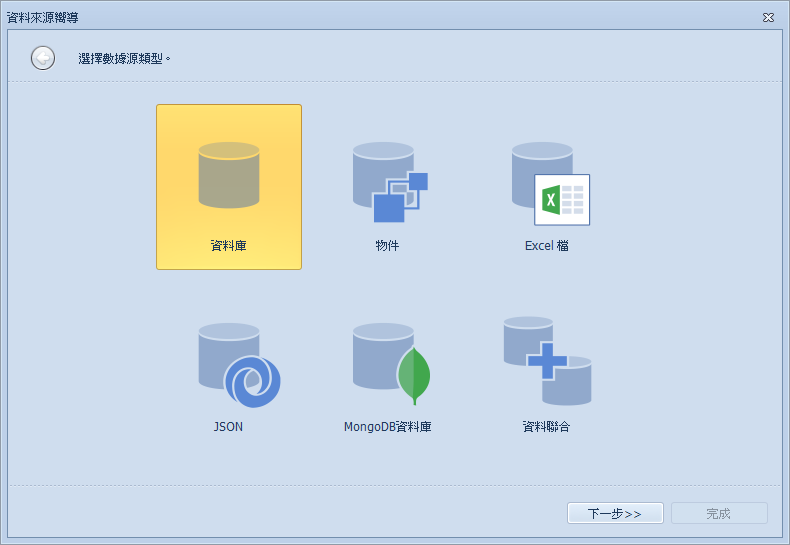 資料來源嚮導
選擇數據源類型。
資料庫
物件
Excel 檔
JSON
MongoDB資料庫
資料聯合
下一步>>
完成